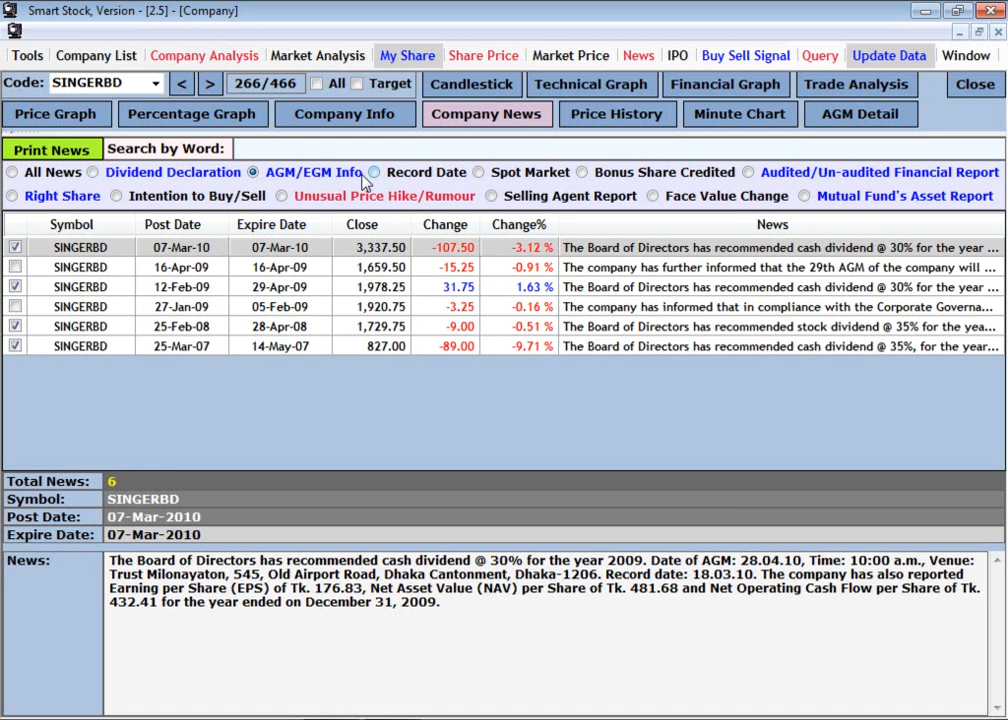 Smart Stock, Version - [2.5] - [Company]
Tools Company List Company Analysis Market Analysis My Share Share Price Market Price News IPO Buy Sell Signal Query Update Data Window
Code: SINGERBD < > 266/466 All Target Candlestick Technical Graph Financial Graph Trade Analysis Close
Price Graph Percentage Graph Company Info Company News Price History Minute Chart AGM Detail
Print News Search by Word:
All News Dividend Declaration AGM/EGM Info Record Date Spot Market Bonus Share Credited Audited/Un-audited Financial Report
Right Share Intention to Buy/Sell Unusual Price Hike/Rumour Selling Agent Report Face Value Change Mutual Fund's Asset Report
Symbol Post Date Expire Date Close Change Change% News
SINGERBD 07-Mar-10 07-Mar-10 3,337.50 -107.50 -3.12 % The Board of Directors has recommended cash dividend @ 30% for the year ...
SINGERBD 16-Apr-09 16-Apr-09 1,659.50 -15.25 -0.91 % The company has further informed that the 29th AGM of the company will ...
SINGERBD 12-Feb-09 29-Apr-09 1,978.25 31.75 1.63 % The Board of Directors has recommended cash dividend @ 30% for the year ...
SINGERBD 27-Jan-09 05-Feb-09 1,920.75 -3.25 -0.16 % The company has informed that in compliance with the Corporate Governa...
SINGERBD 25-Feb-08 28-Apr-08 1,729.75 -9.00 -0.51 % The Board of Directors has recommended stock dividend @ 35% for the yea...
SINGERBD 25-Mar-07 14-May-07 827.00 -89.00 -9.71 % The Board of Directors has recommended cash dividend @ 35%, for the year...
Total News: 6
Symbol: SINGERBD
Post Date: 07-Mar-2010
Expire Date: 07-Mar-2010
News: The Board of Directors has recommended cash dividend @ 30% for the year 2009. Date of AGM: 28.04.10, Time: 10:00 a.m., Venue:
Trust Milonayaton, 545, Old Airport Road, Dhaka Cantonment, Dhaka-1206. Record date: 18.03.10. The company has also reported
Earning per Share (EPS) of Tk. 176.83, Net Asset Value (NAV) per Share of Tk. 481.68 and Net Operating Cash Flow per Share of Tk.
432.41 for the year ended on December 31, 2009.